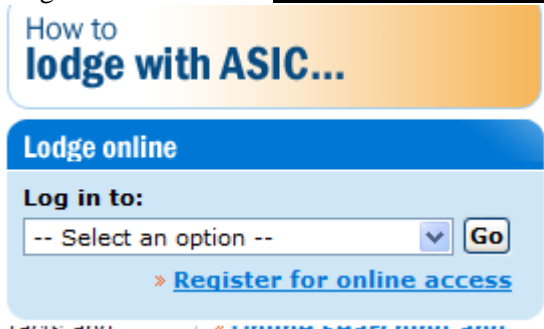 How to
lodge with ASIC...
Lodge online
Log in to:
-- Select an option --
Go
» Register for online access